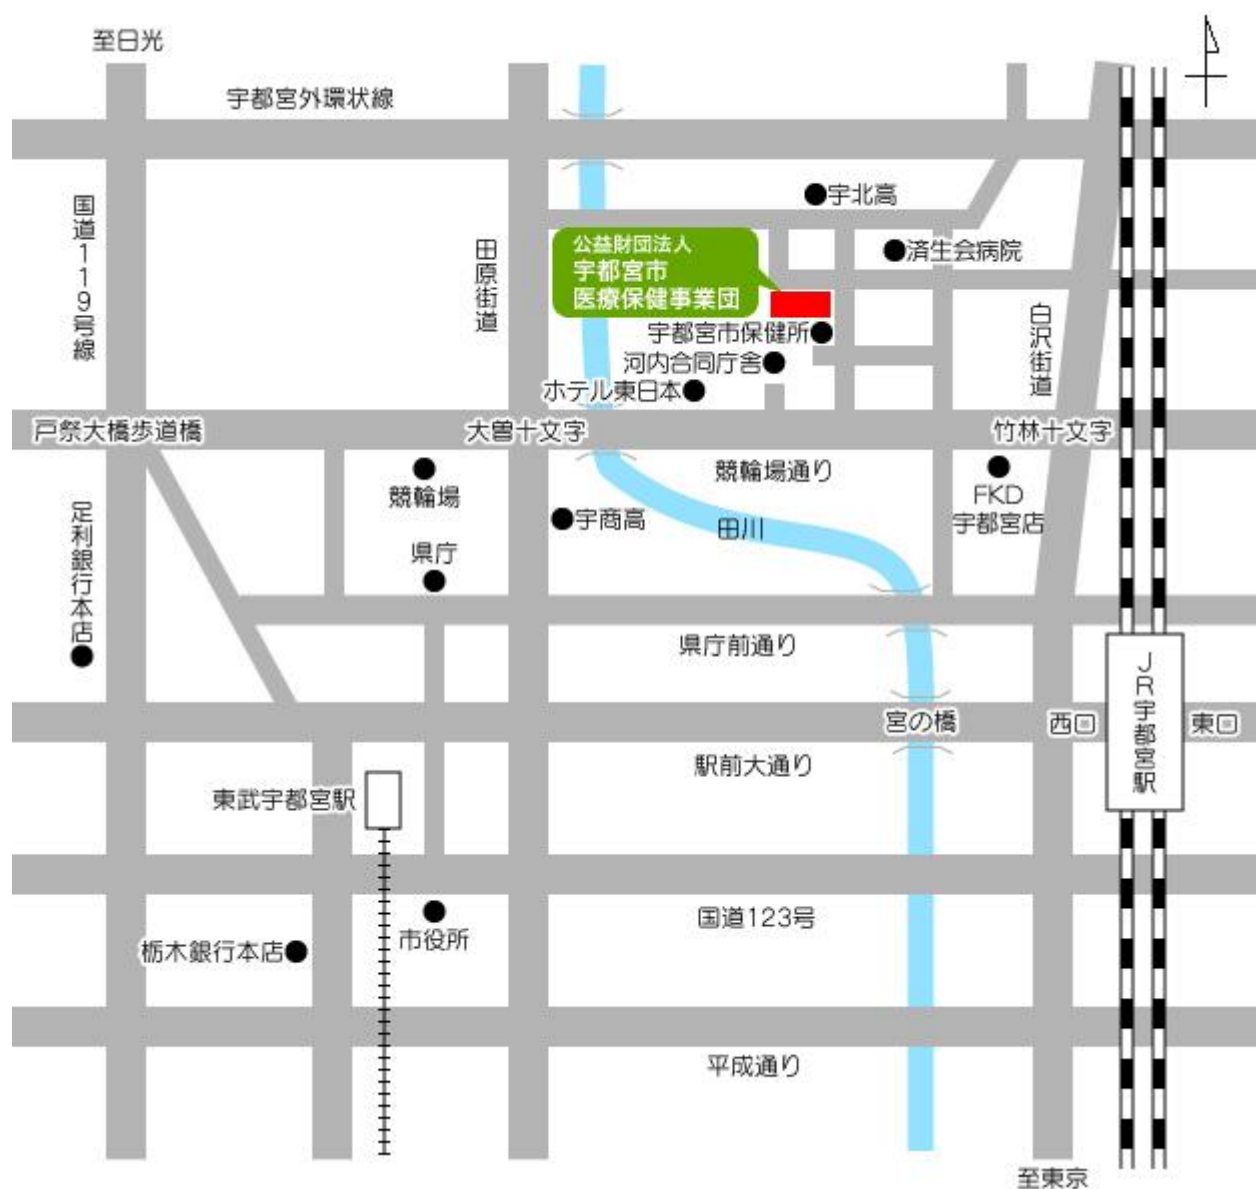 至日光
宇都宮外環状線
国道119号線
田原街道
宇北高
公益財団法人
宇都宮市
医療保健事業団
済生会病院
白沢街道
宇都宮市保健所
河内合同庁舎
ホテル東日本
戸祭大橋歩道橋
大曽十文字
竹林十文字
競輪場通り
競輪場
FKD
宇都宮店
足利銀行本店
宇商高
田川
県庁
県庁前通り
JR宇都宮駅
宮の橋
西口
東口
駅前大通り
東武宇都宮駅
国道123号
市役所
栃木銀行本店
平成通り
至東京